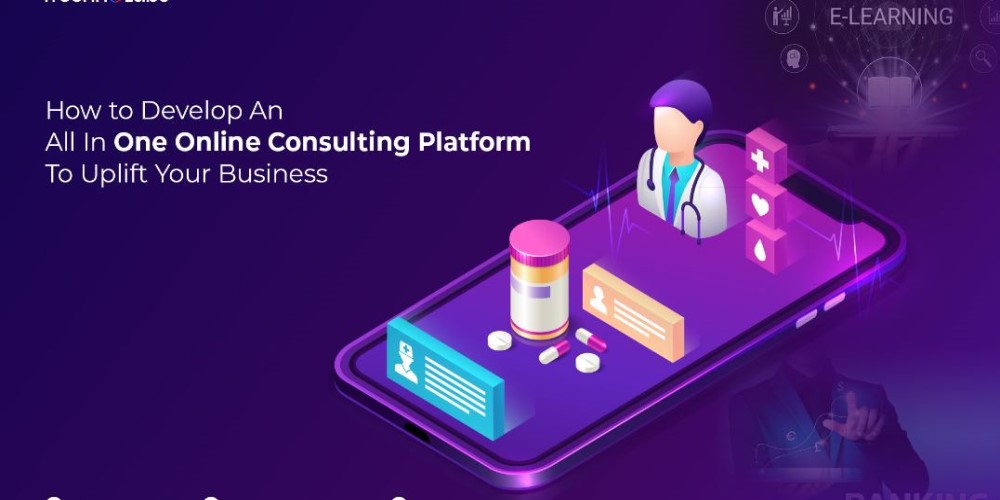 E-LEARNING
How to Develop An
All In One Online Consulting Platform
To Uplift Your Business